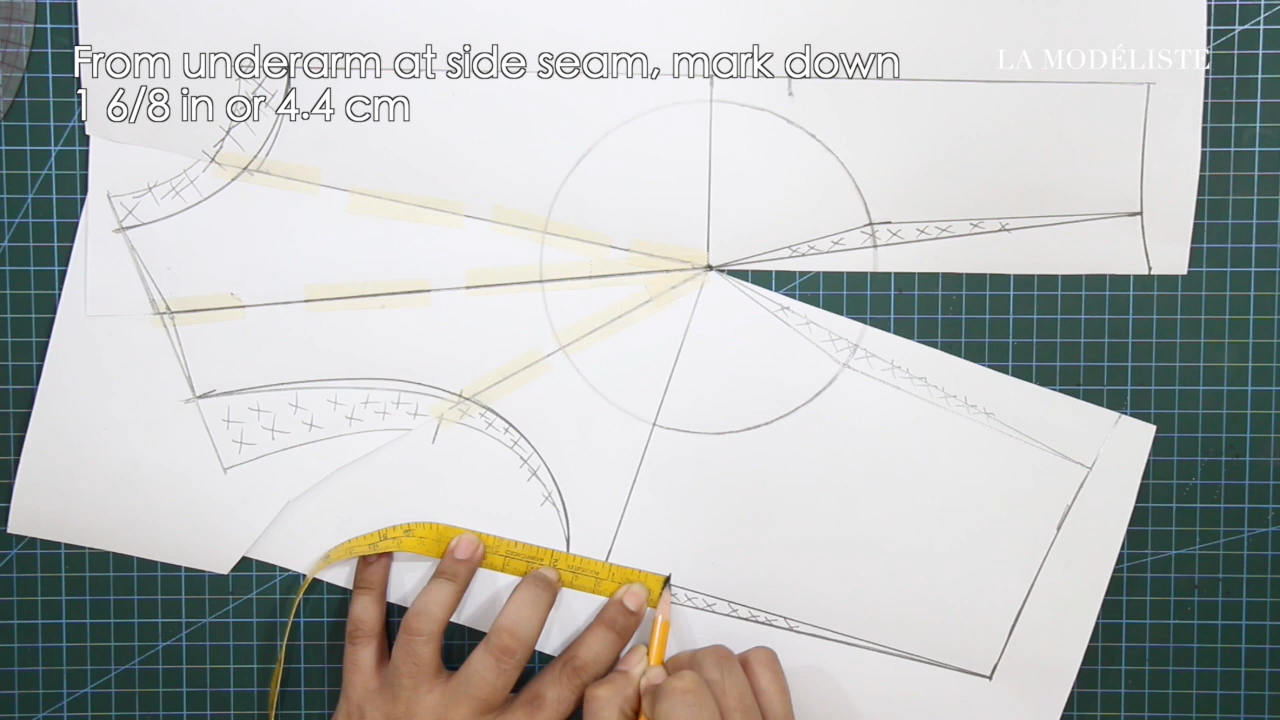 From underarm at side seam, mark down
1 6/8 in or 4.4 cm
LA MODÉLISTE